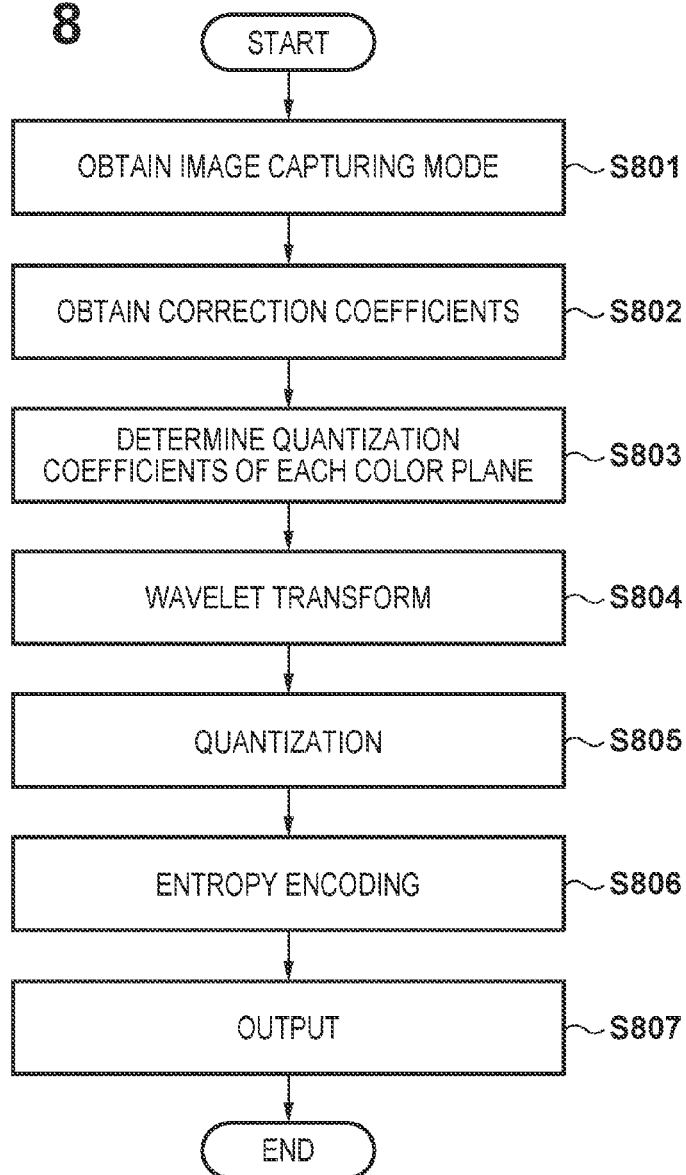 8
START
OBTAIN IMAGE CAPTURING MODE
S801
OBTAIN CORRECTION COEFFICIENTS
S802
DETERMINE QUANTIZATION
COEFFICIENTS OF EACH COLOR PLANE
S803
WAVELET TRANSFORM
S804
QUANTIZATION
S805
ENTROPY ENCODING
S806
OUTPUT
S807
END